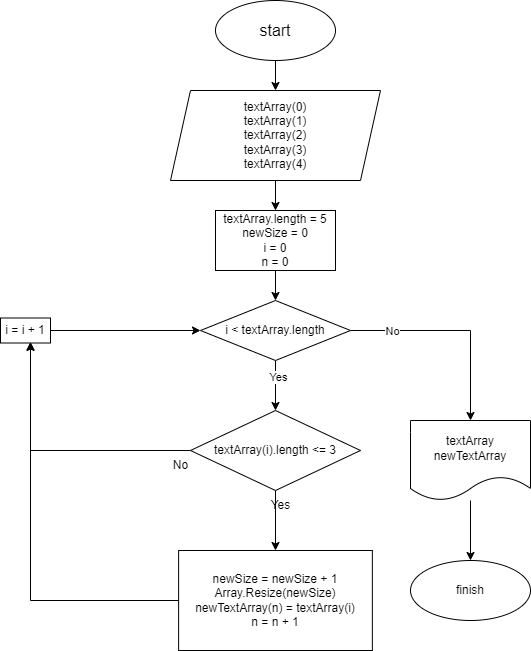 start
textArray(0)
textArray(1)
textArray(2)
textArray(3)
textArray(4)
textArray.length = 5
newSize = 0
i = 0
n = 0
i = i + 1
i < textArray.length
No
Yes
textArray
newTextArray
textArray(i).length <= 3
No
Yes
newSize = newSize + 1
Array.Resize(newSize)
newTextArray(n) = textArray(i)
n = n + 1
finish